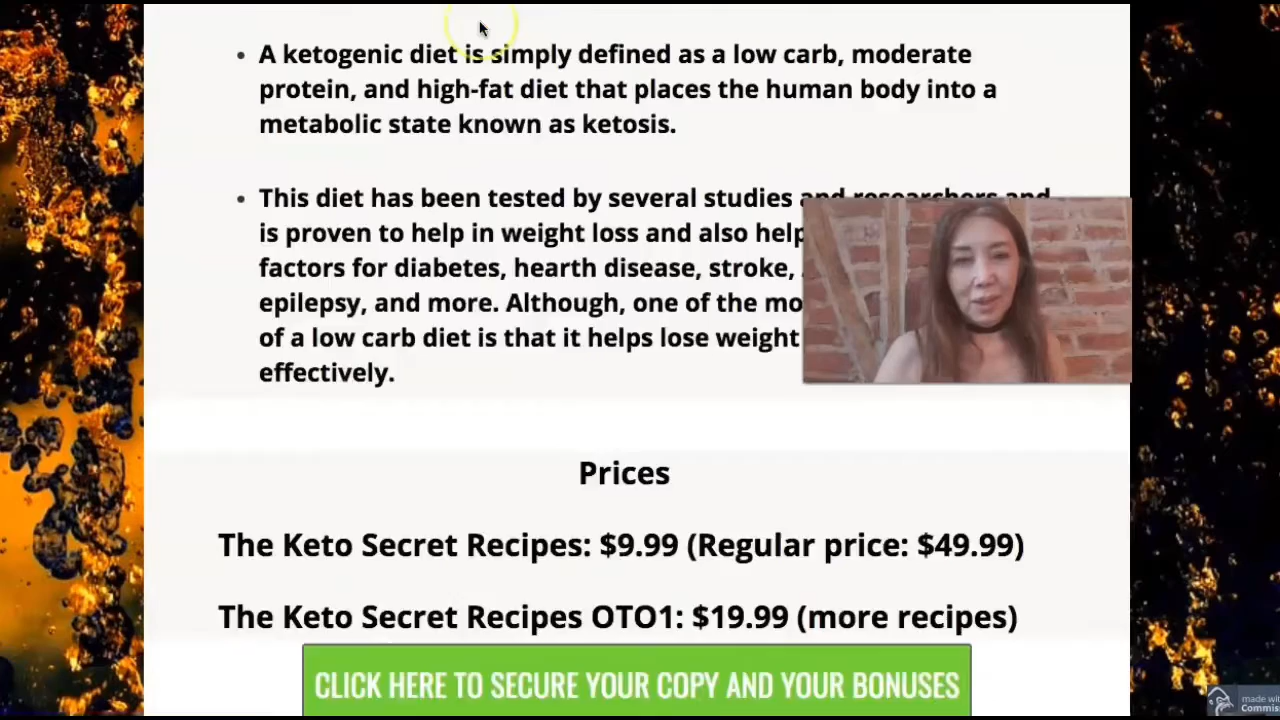 A ketogenic diet is simply defined as a low carb, moderate
protein, and high-fat diet that places the human body into a
metabolic state known as ketosis.
This diet has been tested by several studies and researchers and
is proven to help in weight loss and also help
factors for diabetes, hearth disease, stroke,
epilepsy, and more. Although, one of the mo
of a low carb diet is that it helps lose weight
effectively.
Prices
The Keto Secret Recipes: $9.99 (Regular price: $49.99)
The Keto Secret Recipes OTO1: $19.99 (more recipes)
CLICK HERE TO SECURE YOUR COPY AND YOUR BONUSES
made